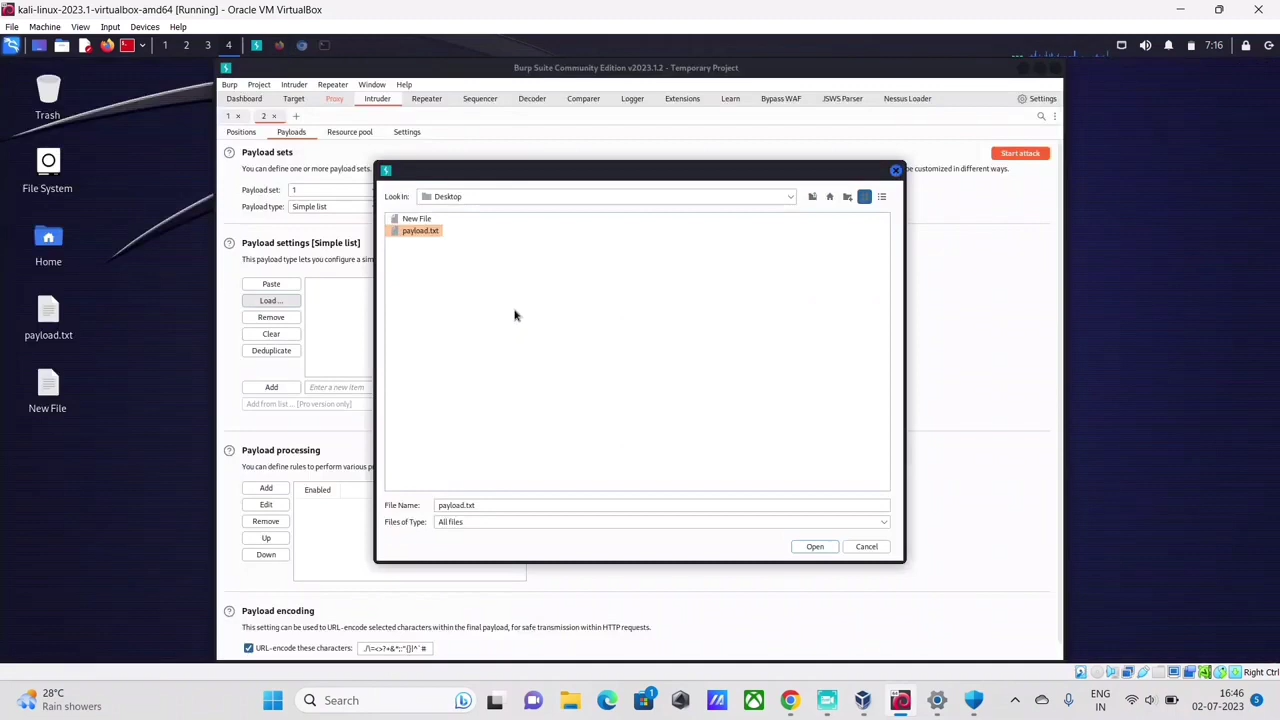 kali-linux-2023.1-virtualbox-amd64 [Running] - Oracle VM VirtualBox
File Machine View Input Devices Help
1 2 3 4 7:16
Burp Suite Community Edition v2023.1.2 - Temporary Project
Burp Project Intruder Repeater Window Help
Dashboard Target Proxy Intruder Repeater Sequencer Decoder Comparer Logger Extensions Learn Bypass WAF JSWS Parser Nessus Loader Settings
1 × 2 × +
Positions Payloads Resource pool Settings
Trash
File System
Home
payload.txt
New File
? Payload sets
Start attack
You can define one or more payload sets. be customized in different ways.
Payload set: 1
Payload type: Simple list
? Payload settings [Simple list]
This payload type lets you configure a sim
Paste
Load ...
Remove
Clear
Deduplicate
Add Enter a new item
Add from list ... [Pro version only]
? Payload processing
You can define rules to perform various p
Add Enabled
Edit
Remove
Up
Down
? Payload encoding
This setting can be used to URL-encode selected characters within the final payload, for safe transmission within HTTP requests.
URL-encode these characters:
Look In: Desktop
New File
payload.txt
File Name: payload.txt
Files of Type: All files
Open Cancel
Right Ctrl
28°C
Rain showers
Search
1
ENG
IN
16:46
02-07-2023
5